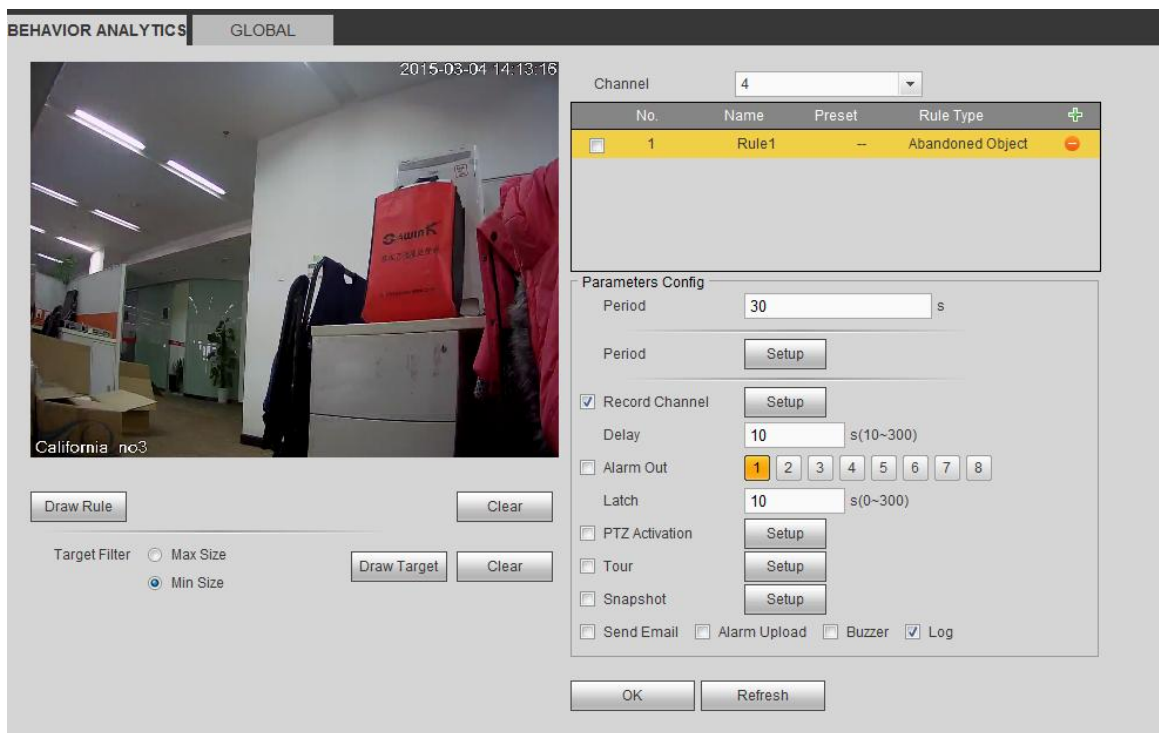 BEHAVIOR ANALYTICS GLOBAL
2015-03-04 14:13:16
SawinK
California no3
Draw Rule Clear
Target Filter Max Size
Min Size
Draw Target Clear
Channel 4
No. Name Preset Rule Type
1 Rule1 -- Abandoned Object
Parameters Config
Period 30 s
Period Setup
Record Channel Setup
Delay 10 s(10~300)
Alarm Out 1 2 3 4 5 6 7 8
Latch 10 s(0~300)
PTZ Activation Setup
Tour Setup
Snapshot Setup
Send Email Alarm Upload Buzzer Log
OK Refresh